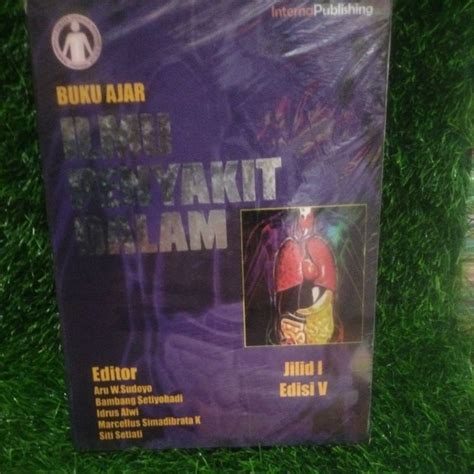 InternaPublishing
BUKU AJAR
ILMU
PENYAKIT
DALAM
Editor
Aru W.Sudoyo
Bambang Setiyohadi
Idrus Alwi
Marcellus Simadibrata K
Siti Setiati
Jilid I
Edisi V